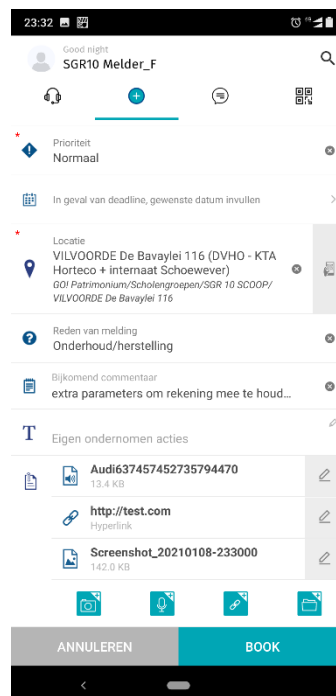 23:32
Good night
SGR10 Melder_F
* Prioriteit
Normaal
In geval van deadline, gewenste datum invullen
* Locatie
VILVOORDE De Bavaylei 116 (DVHO - KTA
Horteco + internaat Schoewever)
GO! Patrimonium/Scholengroepen/SGR 10 SCOOP/
VILVOORDE De Bavaylei 116
Reden van melding
Onderhoud/herstelling
Bijkomend commentaar
extra parameters om rekening mee te houd...
T Eigen ondernomen acties
Audi637457452735794470
13.4 KB
http://test.com
Hyperlink
Screenshot_20210108-233000
142.0 KB
ANNULEREN
BOOK